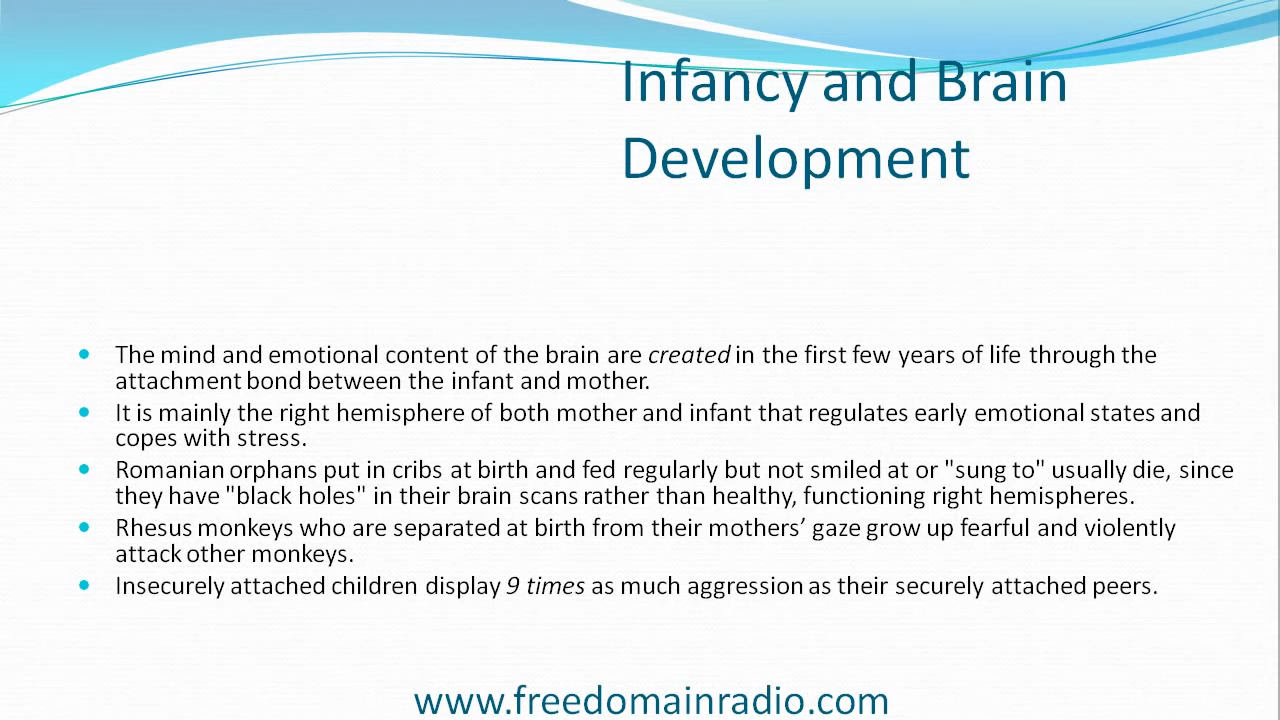 Infancy and Brain
Development
• The mind and emotional content of the brain are created in the first few years of life through the
attachment bond between the infant and mother.
• It is mainly the right hemisphere of both mother and infant that regulates early emotional states and
copes with stress.
• Romanian orphans put in cribs at birth and fed regularly but not smiled at or "sung to" usually die, since
they have "black holes" in their brain scans rather than healthy, functioning right hemispheres.
• Rhesus monkeys who are separated at birth from their mothers’ gaze grow up fearful and violently
attack other monkeys.
• Insecurely attached children display 9 times as much aggression as their securely attached peers.
www.freedomainradio.com